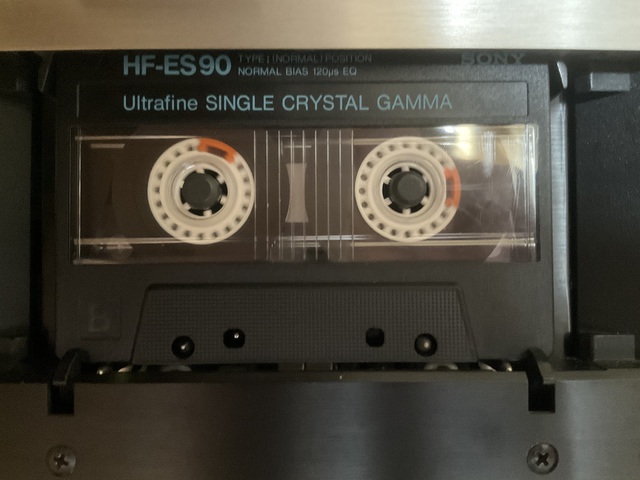 HF-ES90 TYPE I (NORMAL) POSITION SONY
NORMAL BIAS 120µs EQ
Ultrafine SINGLE CRYSTAL GAMMA
B